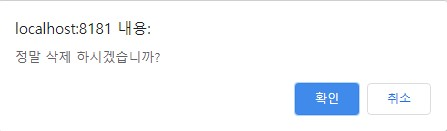 localhost:8181 내용:
정말 삭제 하시겠습니까?
확인 취소